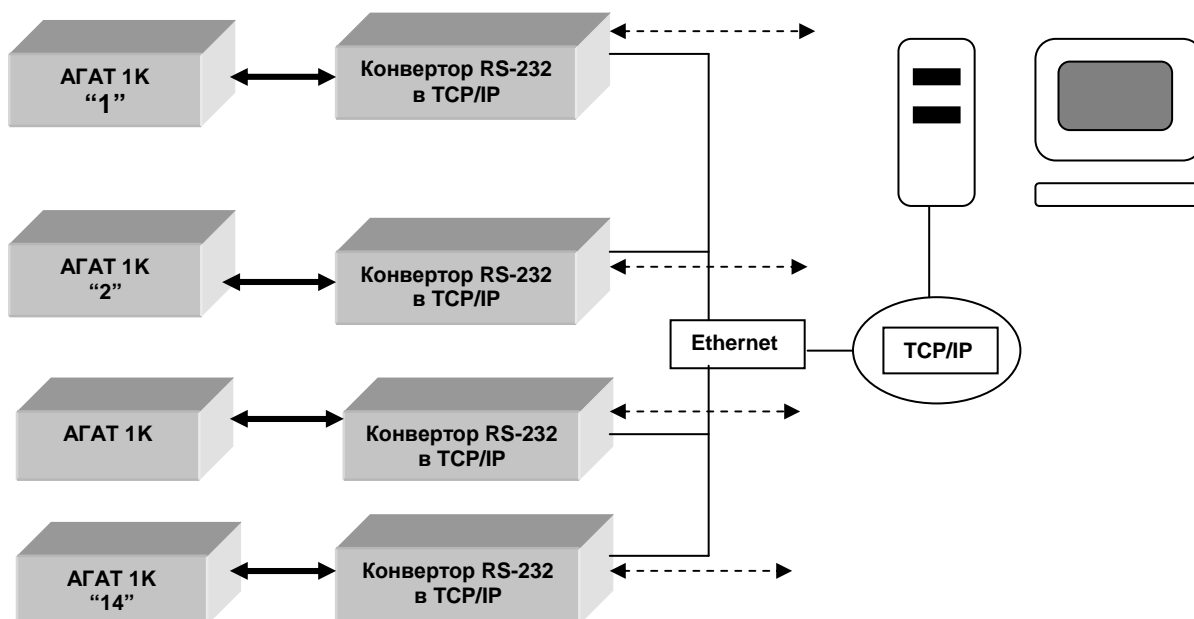 АГАТ 1К
“1”
Конвертор RS-232
в TCP/IP
АГАТ 1К
“2”
Конвертор RS-232
в TCP/IP
Ethernet
TCP/IP
АГАТ 1К
Конвертор RS-232
в TCP/IP
АГАТ 1К
“14”
Конвертор RS-232
в TCP/IP